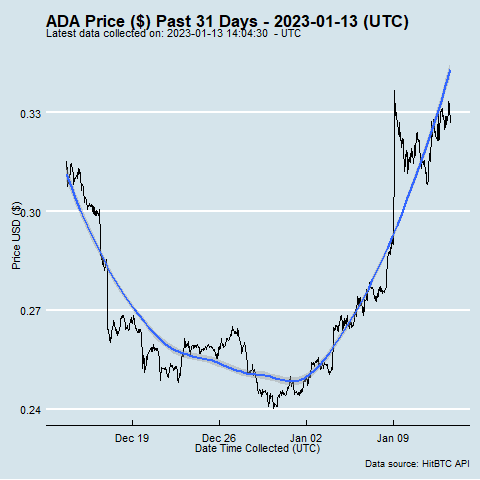 ADA Price ($) Past 31 Days - 2023-01-13 (UTC)
Latest data collected on: 2023-01-13 14:04:30  - UTC
0.33
0.30
0.27
0.24
Price USD ($)
Dec 19
Dec 26
Jan 02
Jan 09
Date Time Collected (UTC)
Data source: HitBTC API